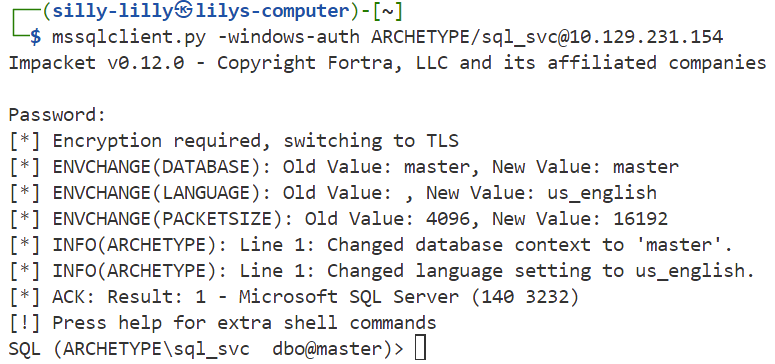 ┌──(silly-lilly㉿lilys-computer)-[~]
└─$ mssqlclient.py -windows-auth ARCHETYPE/sql_svc@10.129.231.154
Impacket v0.12.0 - Copyright Fortra, LLC and its affiliated companies

Password:
[*] Encryption required, switching to TLS
[*] ENVCHANGE(DATABASE): Old Value: master, New Value: master
[*] ENVCHANGE(LANGUAGE): Old Value: , New Value: us_english
[*] ENVCHANGE(PACKETSIZE): Old Value: 4096, New Value: 16192
[*] INFO(ARCHETYPE): Line 1: Changed database context to 'master'.
[*] INFO(ARCHETYPE): Line 1: Changed language setting to us_english.
[*] ACK: Result: 1 - Microsoft SQL Server (140 3232)
[!] Press help for extra shell commands
SQL (ARCHETYPE\sql_svc  dbo@master)>